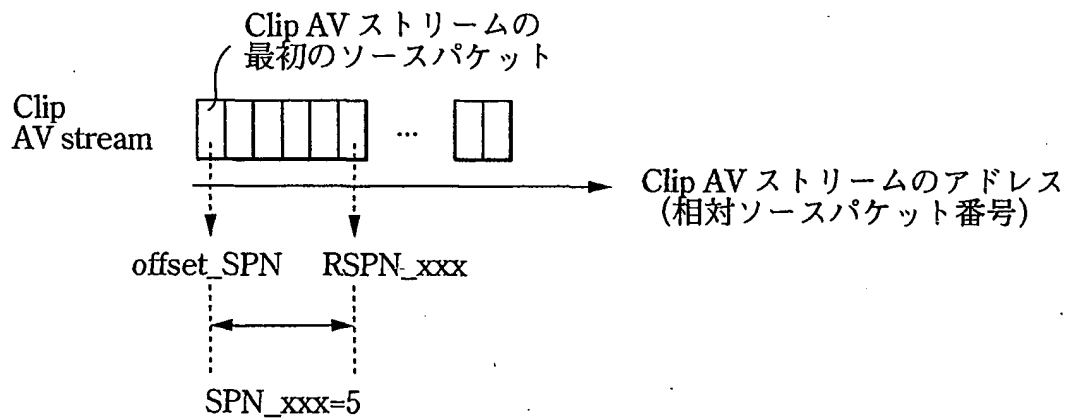 Clip AV ストリームの
最初のソースパケット
Clip
AV stream
...
Clip AV ストリームのアドレス
(相対ソースパケット番号)
offset_SPN RSPN_xxx
SPN_xxx=5